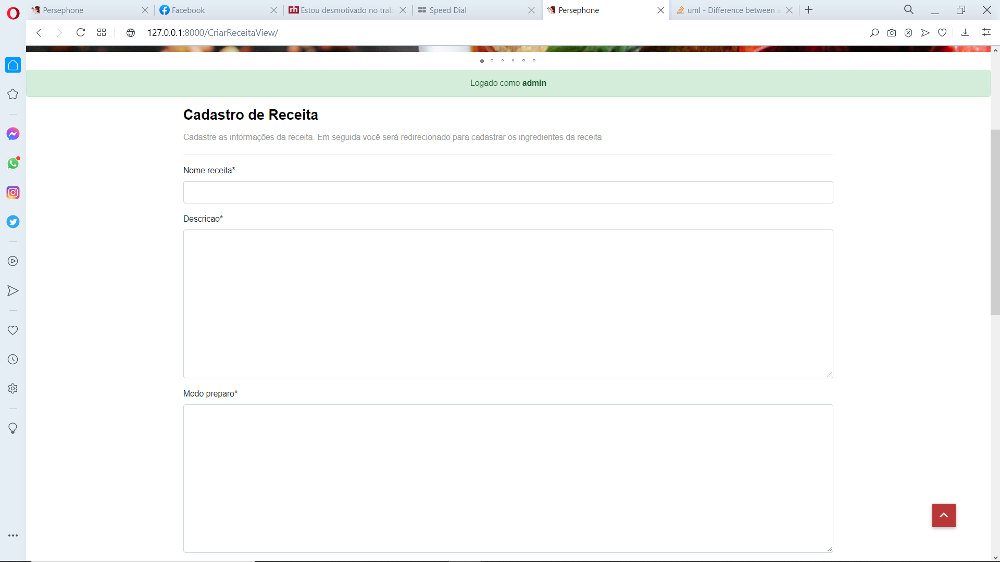 Persephone
Facebook
rh Estou desmotivado no trab
Speed Dial
Persephone
uml - Difference between a
127.0.0.1:8000/CriarReceitaView/
Logado como admin
Cadastro de Receita
Cadastre as informações da receita. Em seguida você será redirecionado para cadastrar os ingredientes da receita
Nome receita*
Descricao*
Modo preparo*